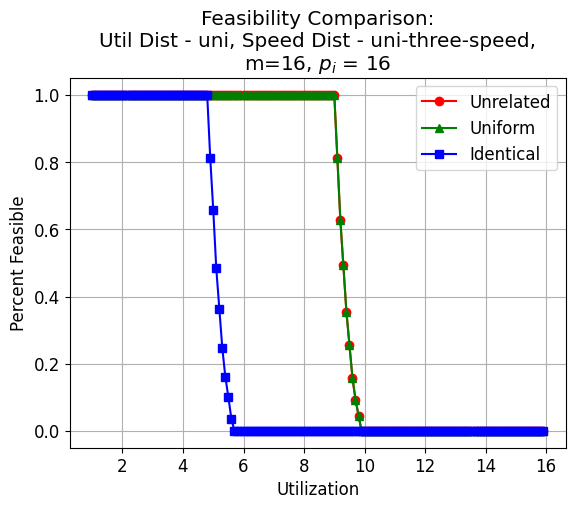 Feasibility Comparison:
Util Dist - uni, Speed Dist - uni-three-speed,
m=16, p_i = 16
Unrelated
Uniform
Identical
Percent Feasible
1.0
0.8
0.6
0.4
0.2
0.0
2 4 6 8 10 12 14 16
Utilization